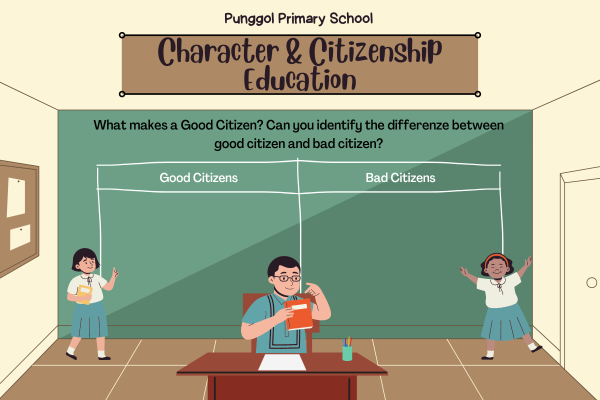 Punggol Primary School
Character & Citizenship
Education
What makes a Good Citizen? Can you identify the differenze between
good citizen and bad citizen?
Good Citizens
Bad Citizens